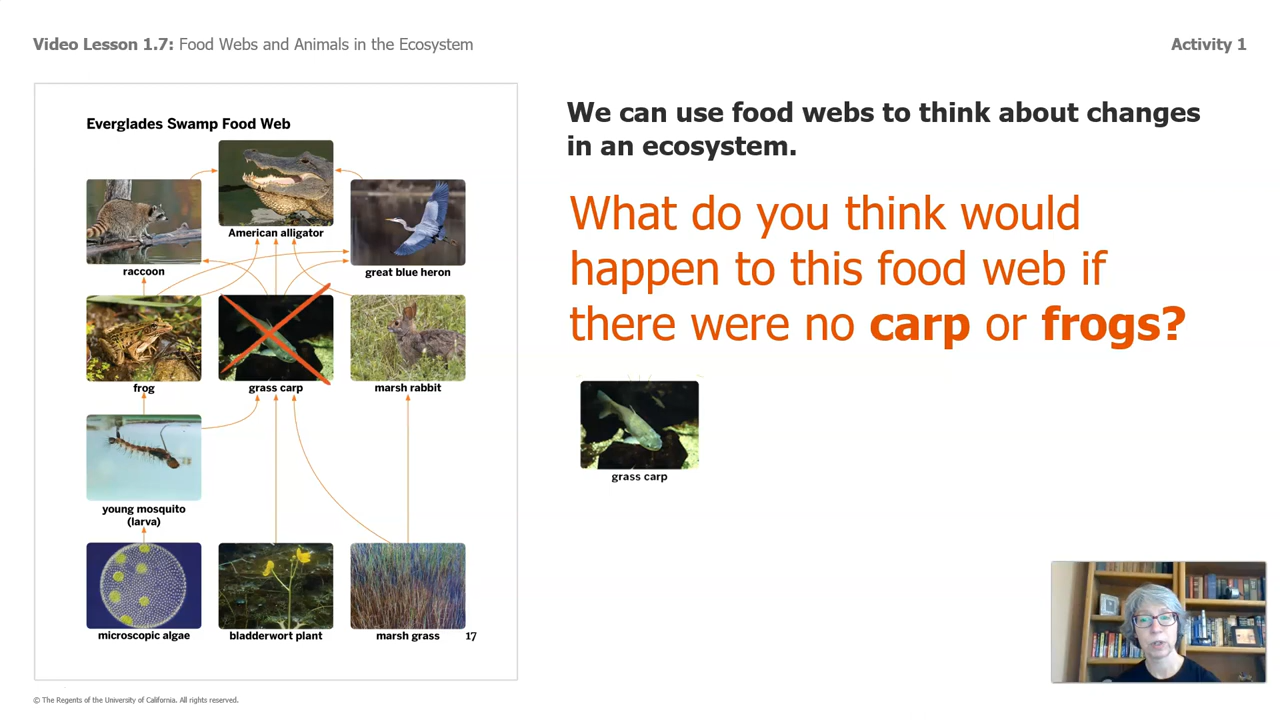 Video Lesson 1.7: Food Webs and Animals in the Ecosystem
Activity 1
Everglades Swamp Food Web
American alligator
raccoon
great blue heron
frog
grass carp
marsh rabbit
young mosquito
(larva)
microscopic algae
bladderwort plant
marsh grass
17
We can use food webs to think about changes
in an ecosystem.
What do you think would
happen to this food web if
there were no carp or frogs?
grass carp
© The Regents of the University of California. All rights reserved.